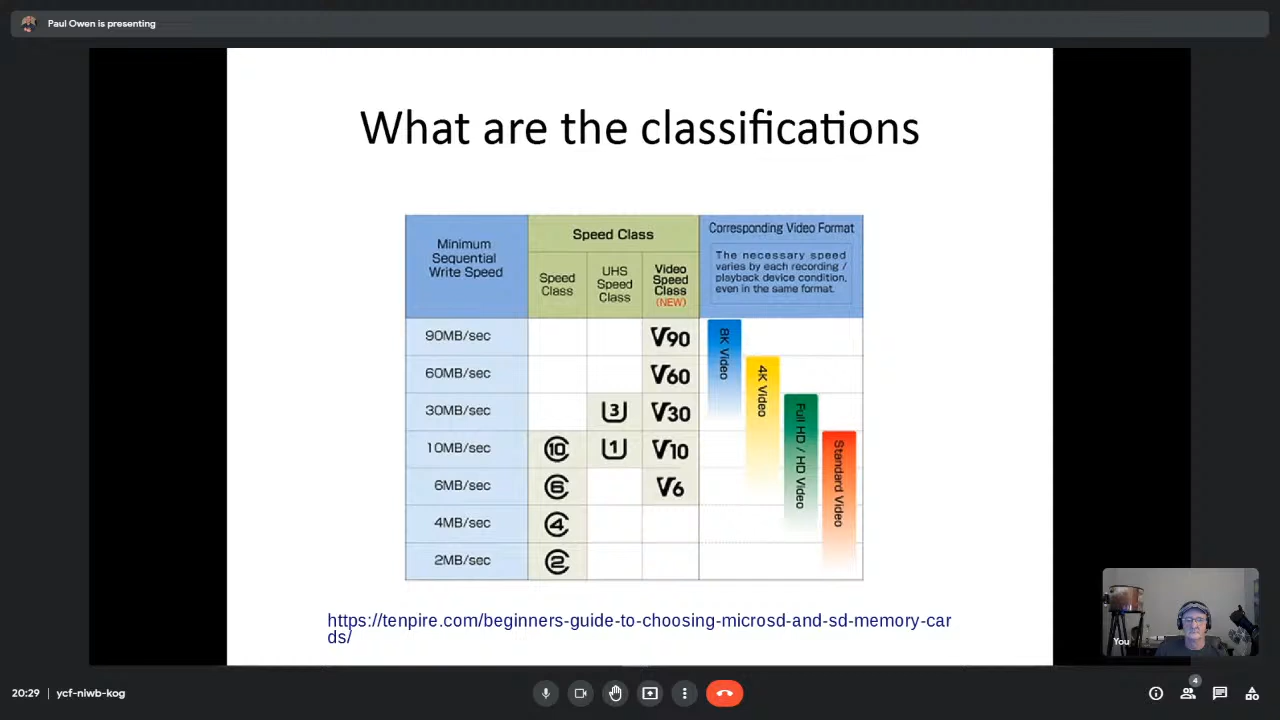 Paul Owen is presenting
What are the classifications
Minimum
Sequential
Write Speed
Speed Class
Speed
Class
UHS
Speed
Class
Video
Speed
Class
(NEW)
Corresponding Video Format
The necessary speed
varies by each recording /
playback device condition,
even in the same format.
90MB/sec
V90
60MB/sec
V60
30MB/sec
3
V30
10MB/sec
10
1
V10
6MB/sec
6
V6
4MB/sec
4
2MB/sec
2
8K Video
4K Video
Full HD / HD Video
Standard Video
https://tenpire.com/beginners-guide-to-choosing-microsd-and-sd-memory-car
ds/
You
20:29 | ycf-niwb-kog
4